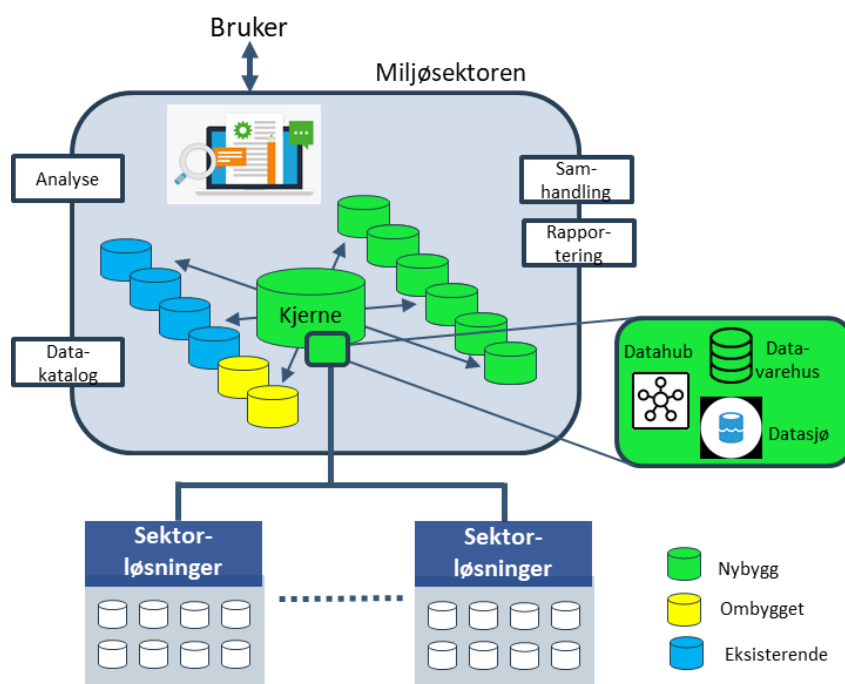 Bruker
Miljøsektoren
Analyse
Sam-
handling
Rappor-
tering
Kjerne
Data-
katalog
Datahub
Data-
varehus
Datasjø
Sektor-
løsninger
Sektor-
løsninger
Nybygg
Ombygget
Eksisterende